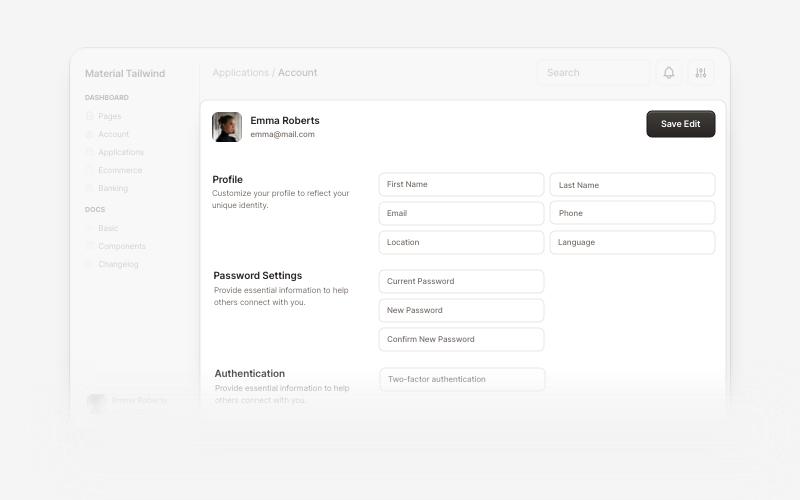 Material Tailwind
Applications / Account
Search
DASHBOARD
Pages
Account
Applications
Ecommerce
Banking
DOCS
Basic
Components
Changelog
Emma Roberts
Emma Roberts
emma@mail.com
Save Edit
Profile
Customize your profile to reflect your
unique identity.
First Name
Last Name
Email
Phone
Location
Language
Password Settings
Provide essential information to help
others connect with you.
Current Password
New Password
Confirm New Password
Authentication
Provide essential information to help
others connect with you.
Two-factor authentication